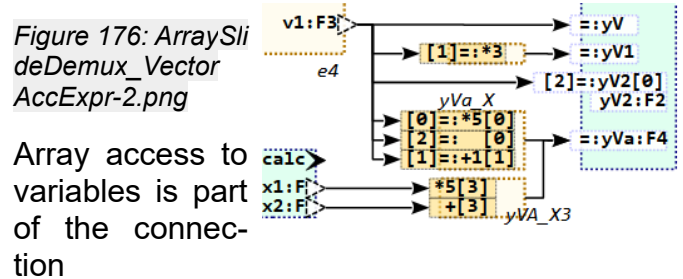 Figure 176: ArraySli
deDemux_Vector
AccExpr-2.png
Array access to
variables is part
of the connec-
tion
v1:F3
e4
=:yV
[1]=:*3
=:yV1
[2]=:yV2[0]
yV2:F2
yVa_X
[0]=:*5[0]
[2]=: [0]
[1]=:+1[1]
=:yVa:F4
calc
x1:F
x2:F
*5[3]
+[3]
yVA_X3